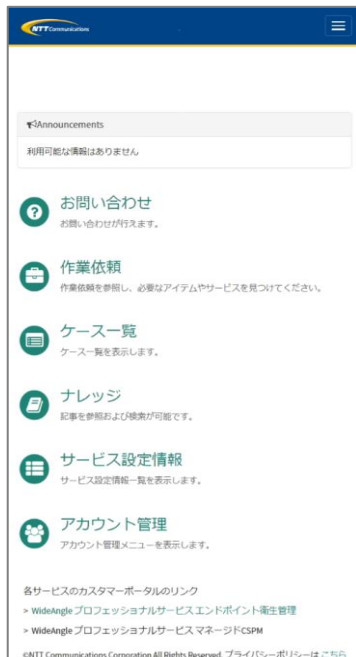 NTT Communications
Announcements
利用可能な情報はありません
お問い合わせ
お問い合わせが行えます。
作業依頼
作業依頼を参照し、必要なアイテムやサービスを見つけてください。
ケース一覧
ケース一覧を表示します。
ナレッジ
記事を参照および検索が可能です。
サービス設定情報
サービス設定情報一覧を表示します。
アカウント管理
アカウント管理メニューを表示します。
各サービスのカスタマーポータルのリンク
> WideAngle プロフェッショナルサービス エンドポイント衛生管理
> WideAngle プロフェッショナルサービス マネージドCSPM
©NTT Communications Corporation All Rights Reserved. プライバシーポリシーは こちら